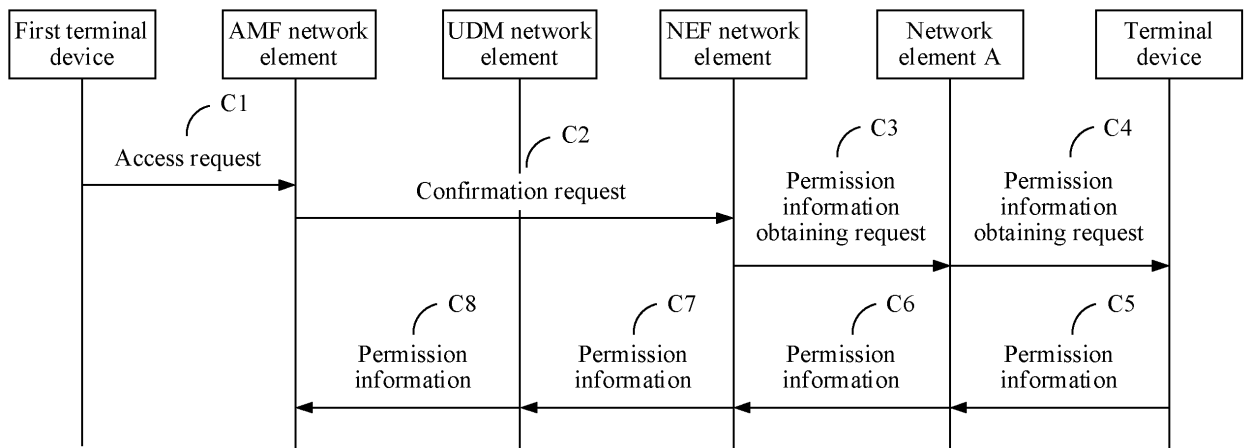 First terminal
device
AMF network
element
UDM network
element
NEF network
element
Network
element A
Terminal
device
C1
Access request
C2
Confirmation request
C3
Permission
information
obtaining request
C4
Permission
information
obtaining request
C8
Permission
information
C7
Permission
information
C6
Permission
information
C5
Permission
information